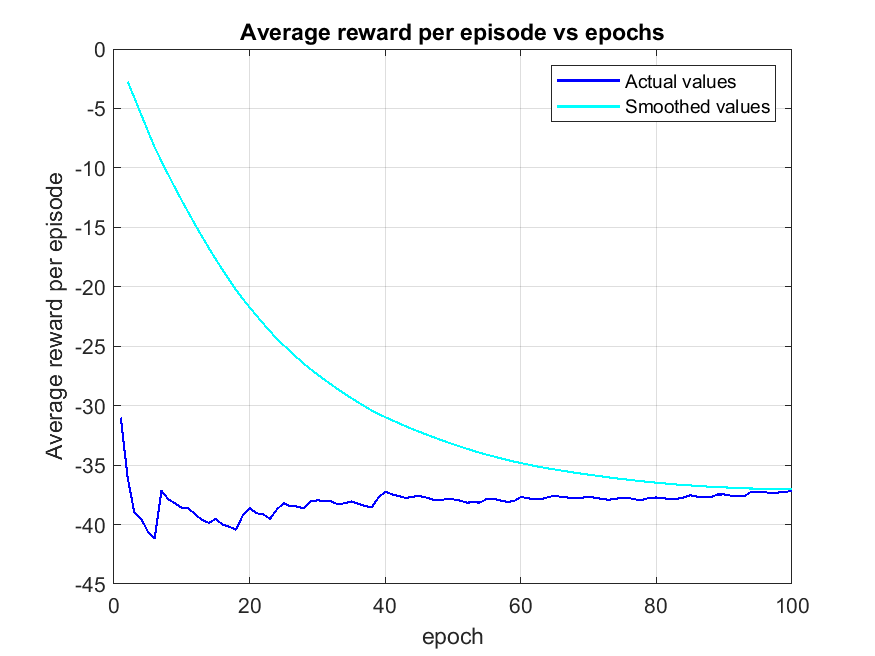 Average reward per episode vs epochs
Actual values
Smoothed values
Average reward per episode
0
-5
-10
-15
-20
-25
-30
-35
-40
-45
0 20 40 60 80 100
epoch